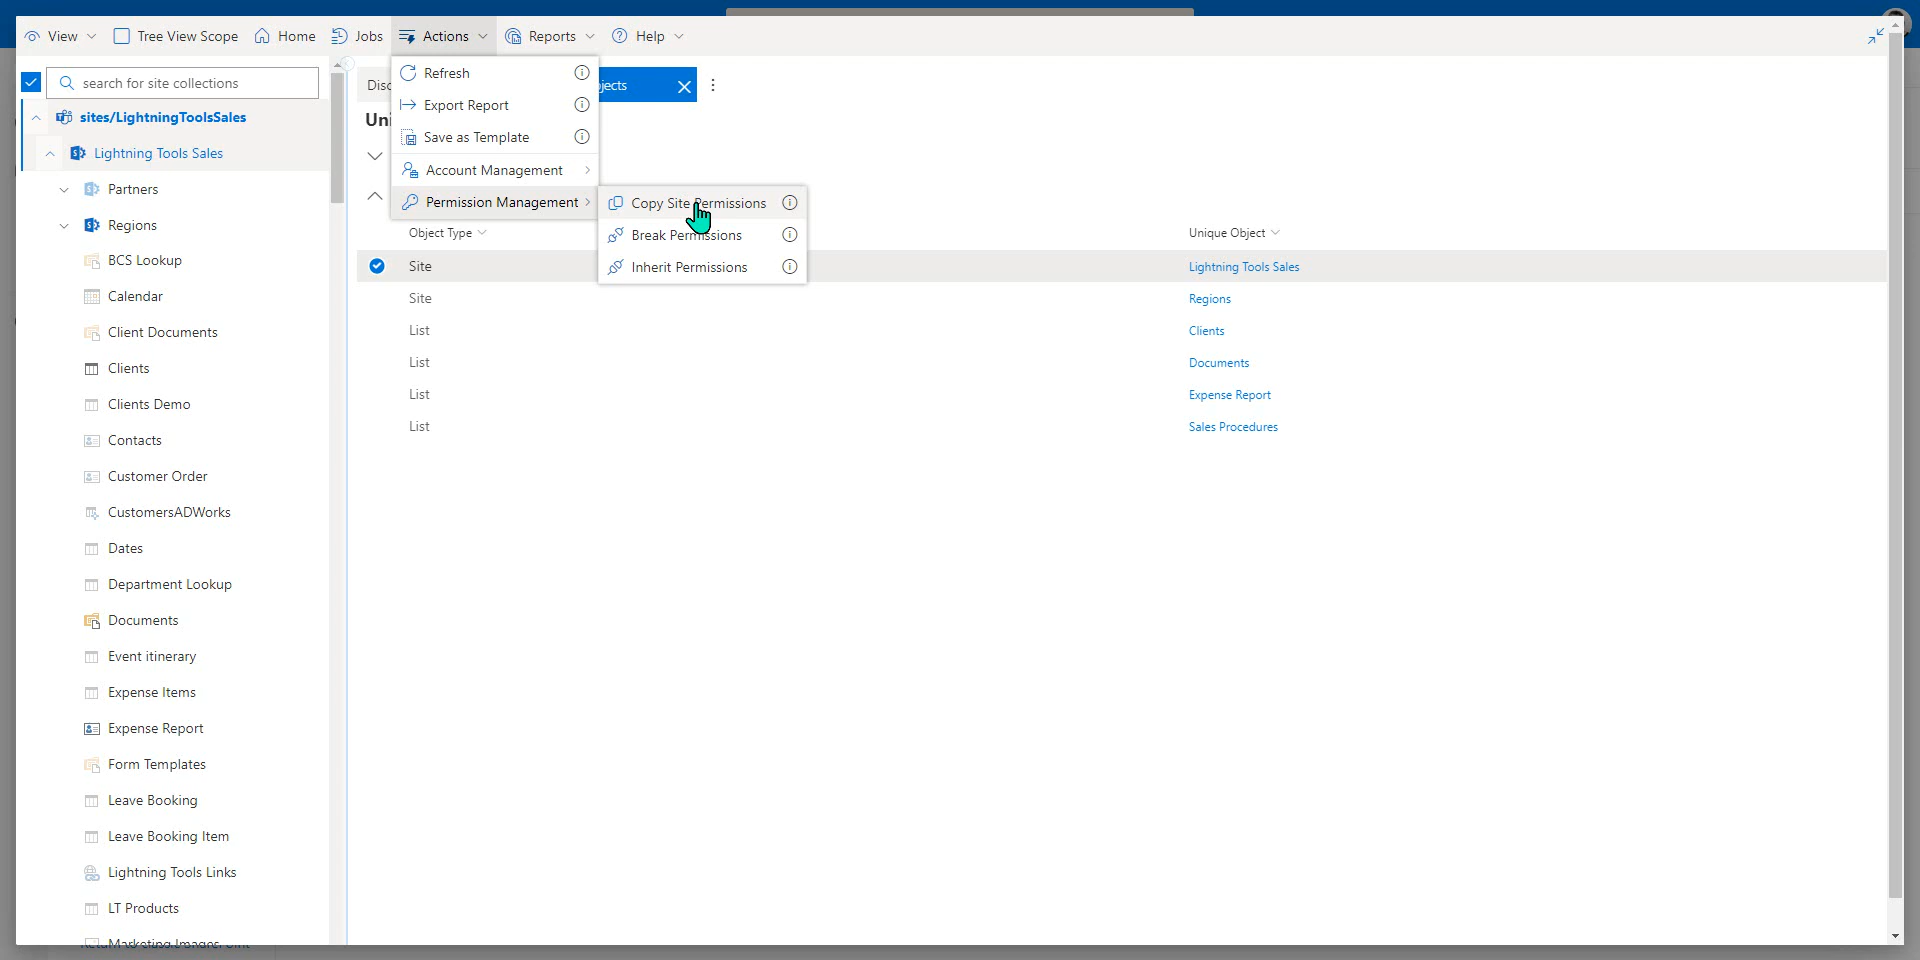 View
Tree View Scope
Home
Jobs
Actions
Reports
Help
search for site collections
sites/LightningToolsSales
Lightning Tools Sales
Partners
Regions
BCS Lookup
Calendar
Client Documents
Clients
Clients Demo
Contacts
Customer Order
CustomersADWorks
Dates
Department Lookup
Documents
Event itinerary
Expense Items
Expense Report
Form Templates
Leave Booking
Leave Booking Item
Lightning Tools Links
LT Products
Refresh
Export Report
Save as Template
Account Management
Permission Management
Copy Site Permissions
Break Permissions
Inherit Permissions
Object Type
Unique Object
Site
Lightning Tools Sales
Site
Regions
List
Clients
List
Documents
List
Expense Report
List
Sales Procedures